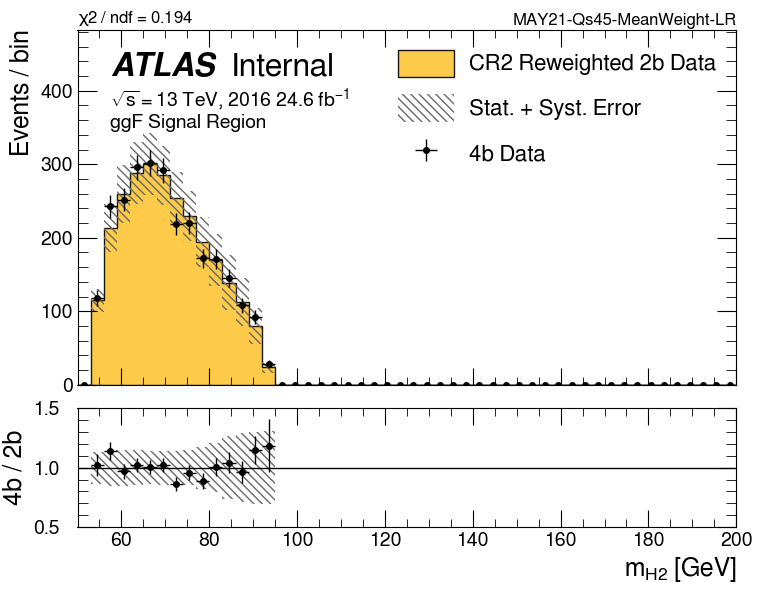 χ2 / ndf = 0.194
MAY21-Qs45-MeanWeight-LR
ATLAS Internal
√s = 13 TeV, 2016 24.6 fb⁻¹
ggF Signal Region
CR2 Reweighted 2b Data
Stat. + Syst. Error
4b Data
Events / bin
400
300
200
100
0
4b / 2b
1.5
1.0
0.5
60 80 100 120 140 160 180 200
mH2 [GeV]